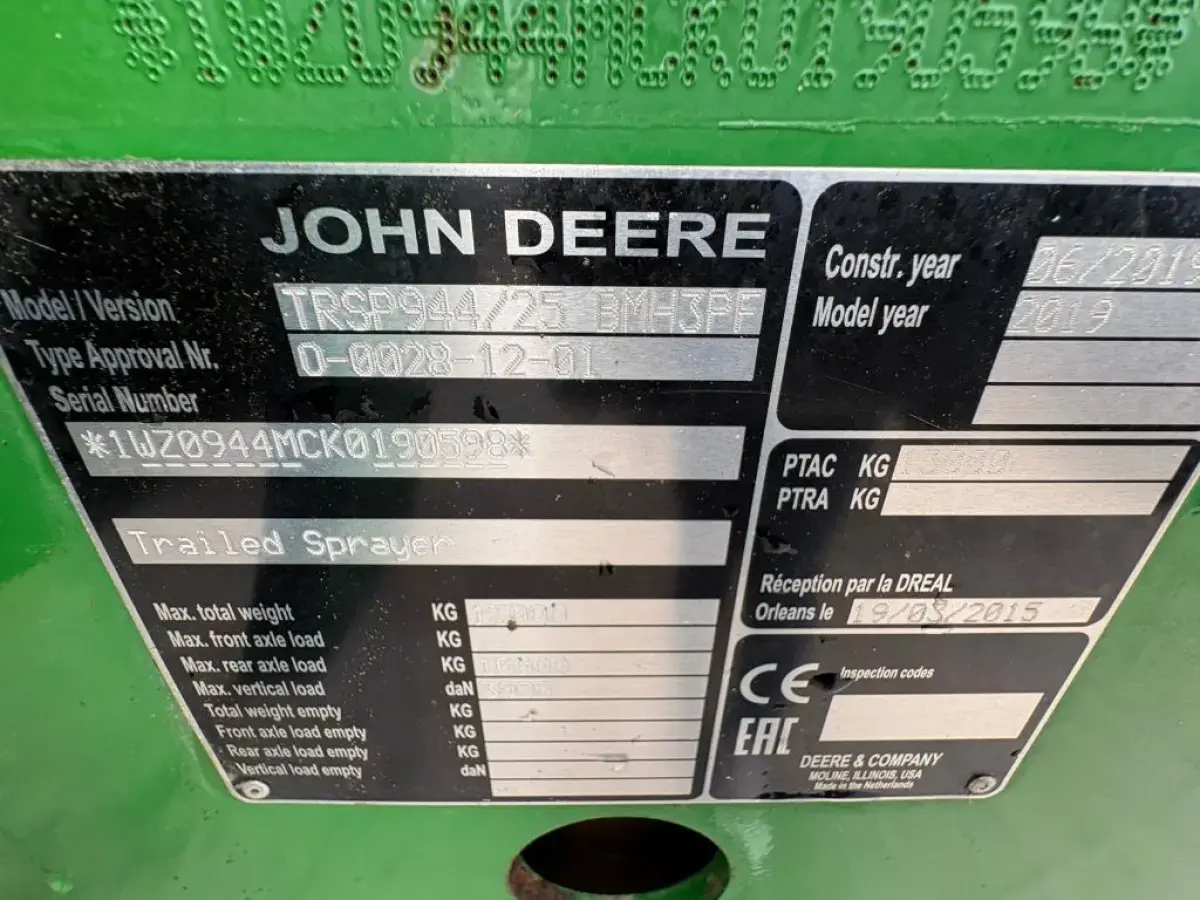 *1WZ0944MCK0190598*
JOHN DEERE
Model / Version TRSP944/25 BMH3PF
Type Approval Nr. 0-0028-12-01
Serial Number
*1WZ0944MCK0190598*
Trailed Sprayer
Max. total weight KG
Max. front axle load KG
Max. rear axle load KG
Max. vertical load daN
Total weight empty KG
Front axle load empty KG
Rear axle load empty KG
Vertical load empty daN
Constr. year 06/2019
Model year 2019
PTAC KG 13000
PTRA KG
Réception par la DREAL
Orleans le 19/03/2015
CE Inspection codes
EAC
DEERE & COMPANY
MOLINE, ILLINOIS, USA
Made in the Netherlands